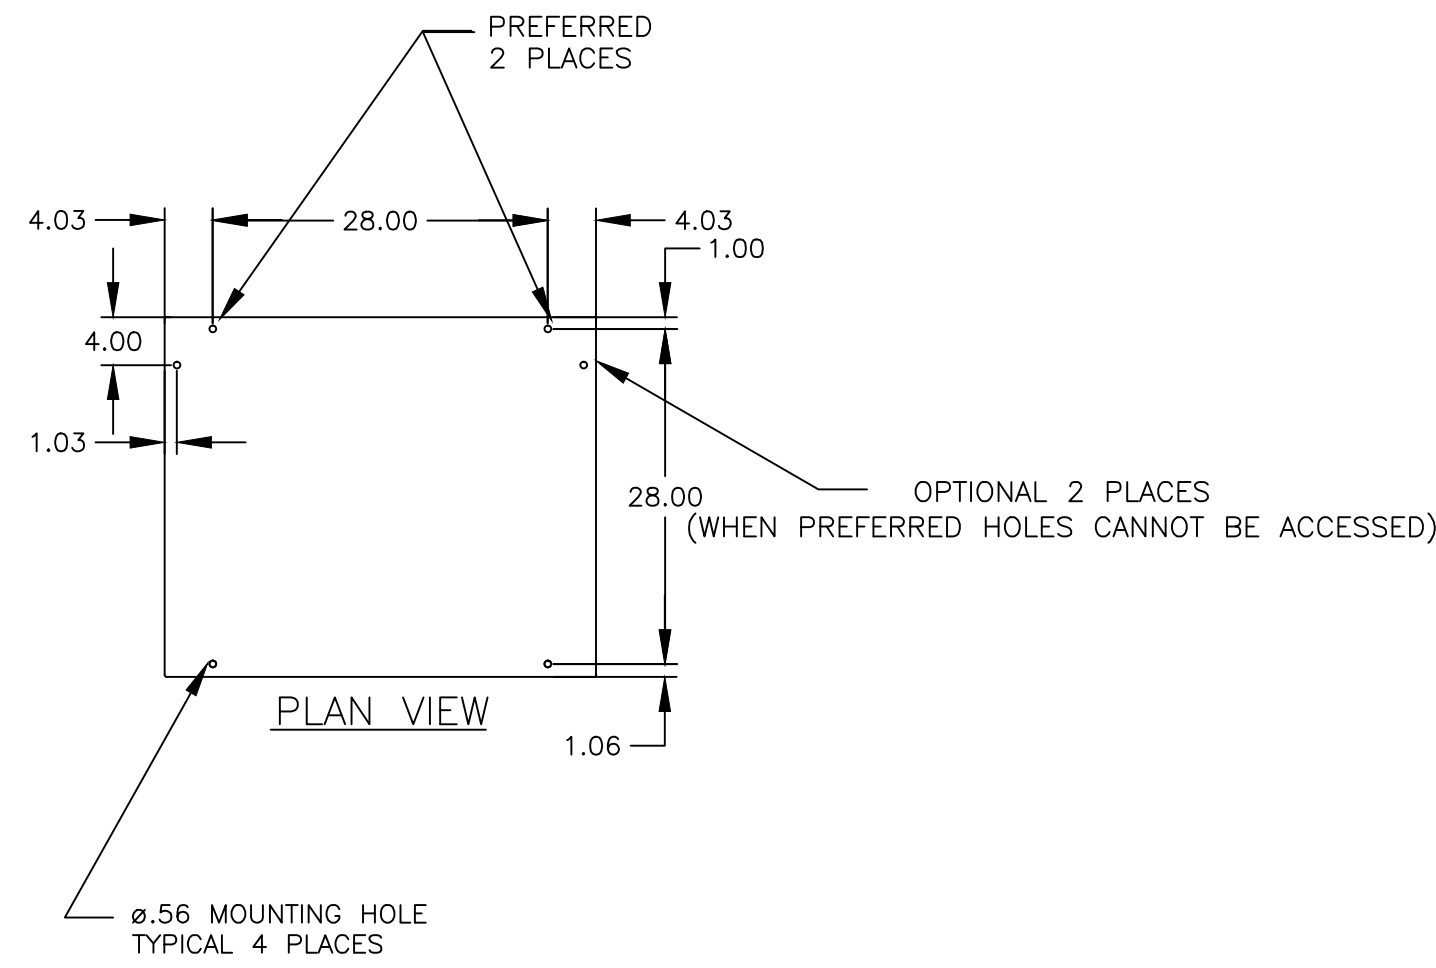 PREFERRED
2 PLACES
4.03
28.00
4.03
1.00
4.00
1.03
28.00
OPTIONAL 2 PLACES
(WHEN PREFERRED HOLES CANNOT BE ACCESSED)
PLAN VIEW
1.06
ø.56 MOUNTING HOLE
TYPICAL 4 PLACES